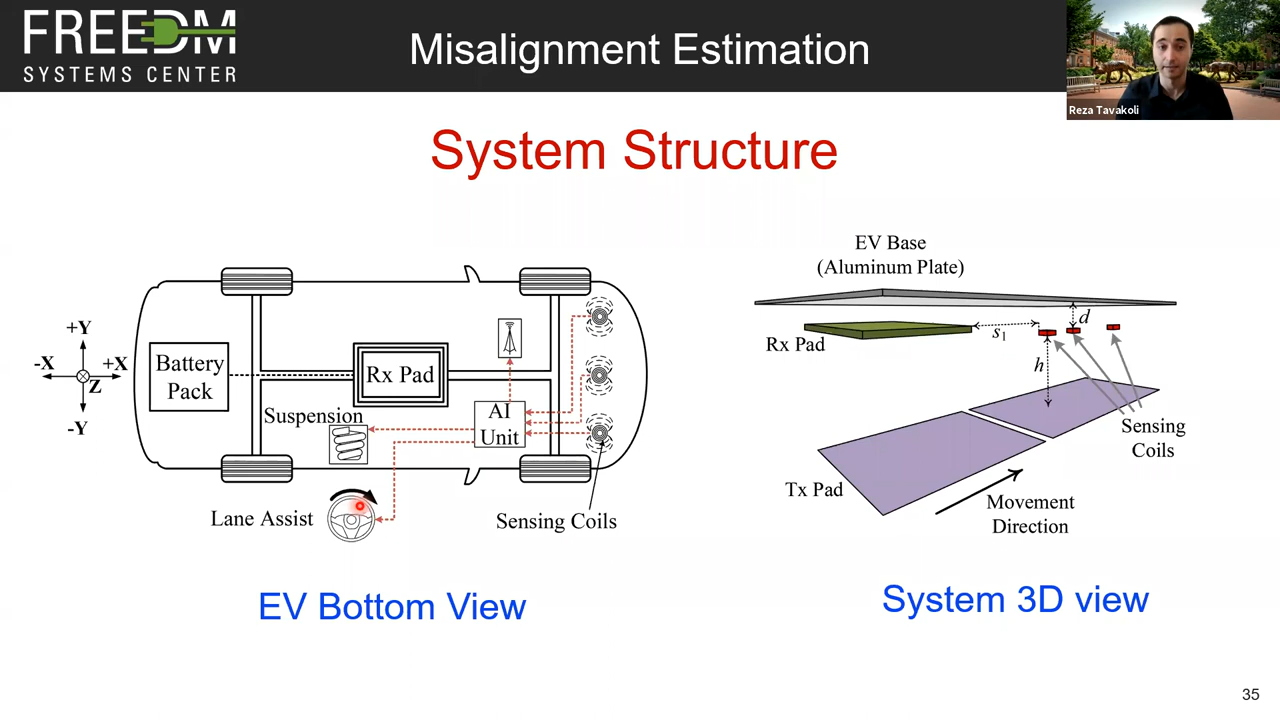 FREEDM
SYSTEMS CENTER
Misalignment Estimation
Reza Tavakoli
System Structure
+Y
-X
+X
Z
-Y
Battery
Pack
Rx Pad
Suspension
AI
Unit
Lane Assist
Sensing Coils
EV Bottom View
EV Base
(Aluminum Plate)
Rx Pad
s1
d
h
Sensing
Coils
Tx Pad
Movement
Direction
System 3D view
35